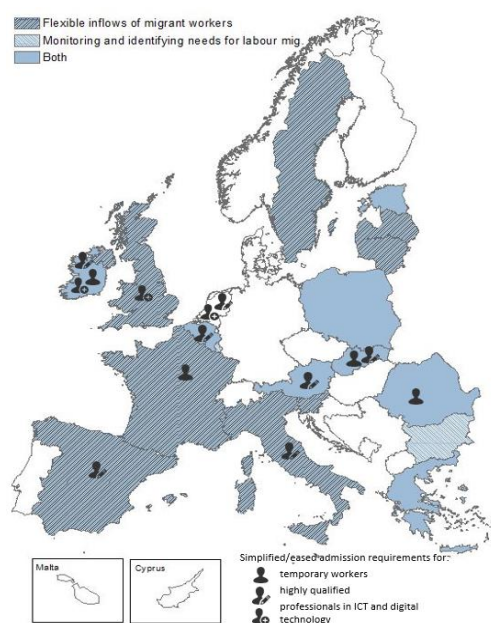 Flexible inflows of migrant workers
Monitoring and identifying needs for labour mig.
Both
Malta
Cyprus
Simplified/eased admission requirements for:
temporary workers
highly qualified
professionals in ICT and digital
technology